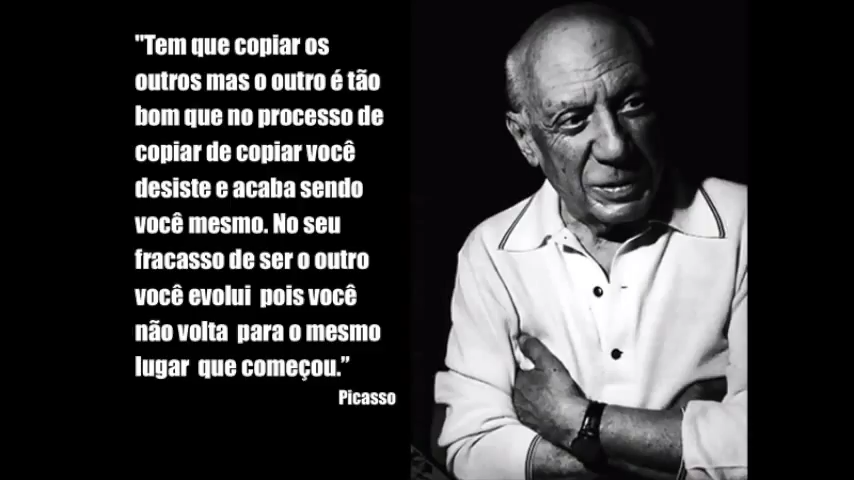 "Tem que copiar os
outros mas o outro é tão
bom que no processo de
copiar de copiar você
desiste e acaba sendo
você mesmo. No seu
fracasso de ser o outro
você evolui pois você
não volta para o mesmo
lugar que começou.”
Picasso